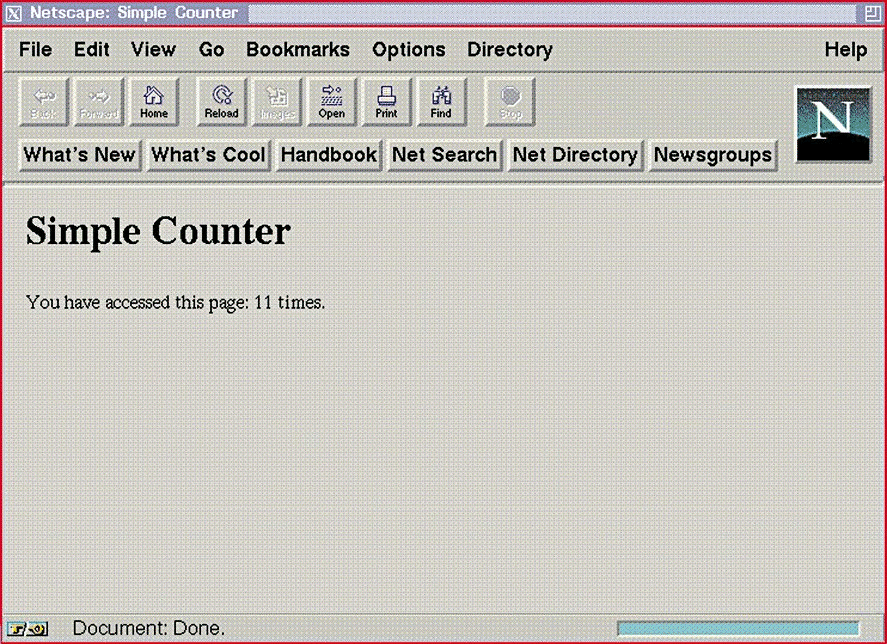 Netscape: Simple Counter
File Edit View Go Bookmarks Options Directory Help
Back Forward Home Reload Images Open Print Find Stop
N
What's New What's Cool Handbook Net Search Net Directory Newsgroups
Simple Counter
You have accessed this page: 11 times.
Document: Done.